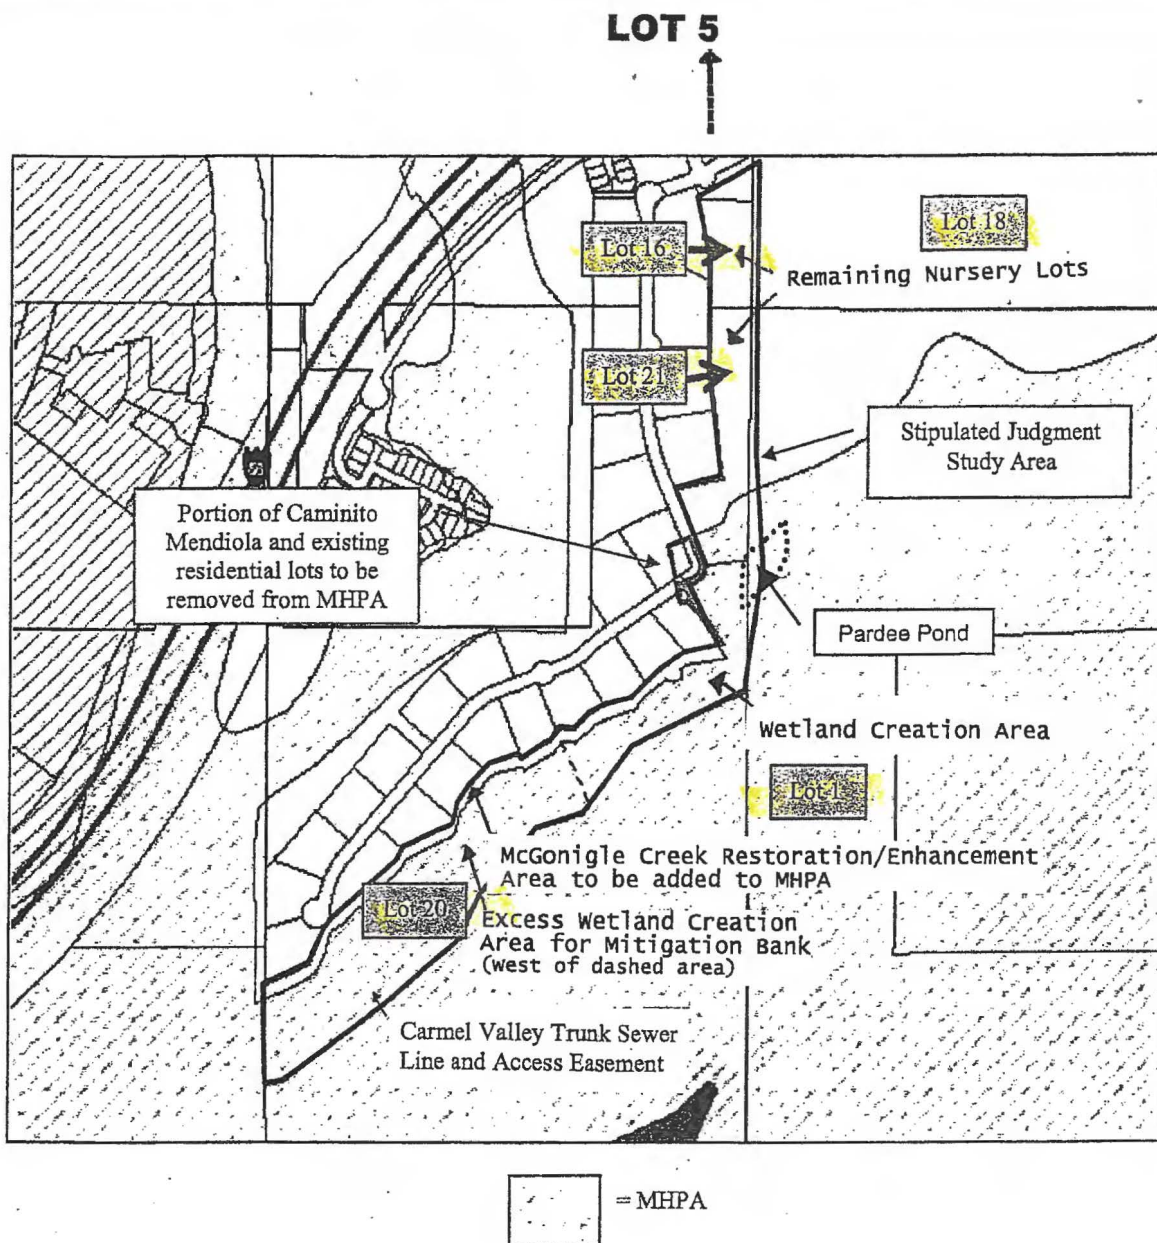 LOT 5
Lot 16
Lot 18
Remaining Nursery Lots
Lot 21
Stipulated Judgment
Study Area
Portion of Caminito
Mendiola and existing
residential lots to be
removed from MHPA
Pardee Pond
Wetland Creation Area
Lot 1
McGonigle Creek Restoration/Enhancement
Area to be added to MHPA
Lot 20
Excess Wetland Creation
Area for Mitigation Bank
(west of dashed area)
Carmel Valley Trunk Sewer
Line and Access Easement
= MHPA